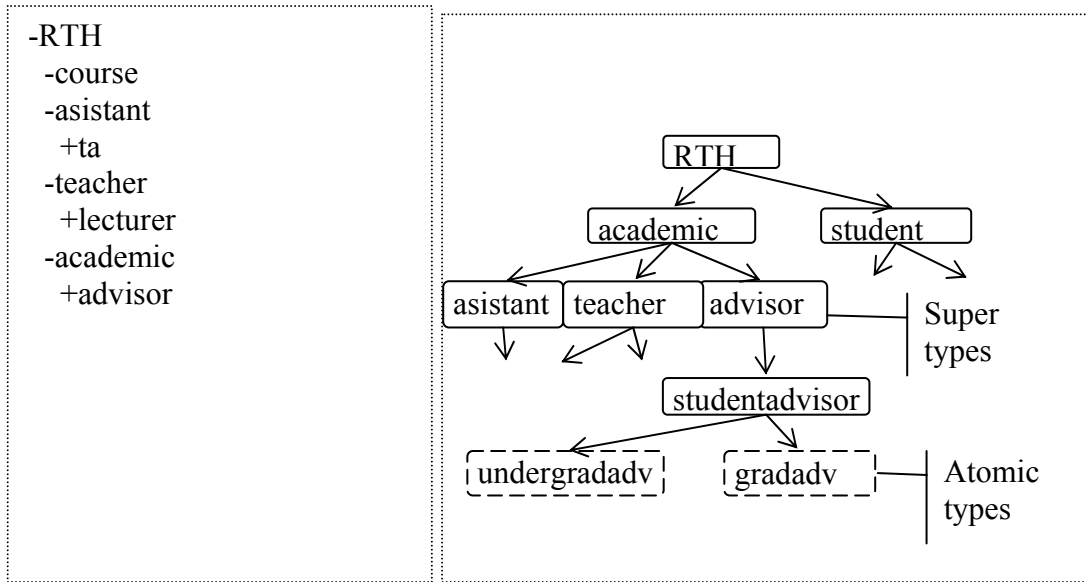 -RTH
-course
-asistant
+ta
-teacher
+lecturer
-academic
+advisor
RTH
academic
student
asistant
teacher
advisor
Super
types
studentadvisor
undergradadv
gradadv
Atomic
types